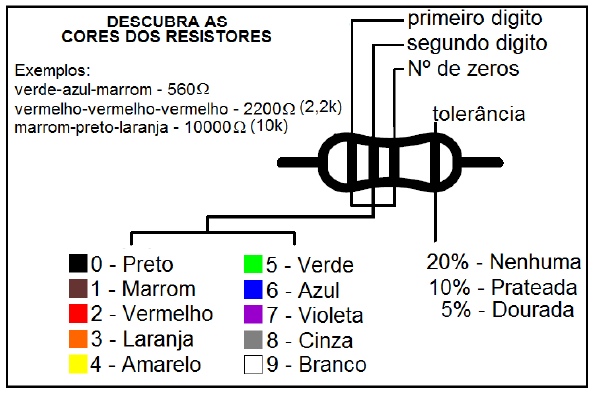 DESCUBRA AS
CORES DOS RESISTORES
Exemplos:
verde-azul-marrom - 560Ω
vermelho-vermelho-vermelho - 2200Ω (2,2k)
marrom-preto-laranja - 10000Ω (10k)
primeiro digito
segundo digito
Nº de zeros
tolerância
0 - Preto
1 - Marrom
2 - Vermelho
3 - Laranja
4 - Amarelo
5 - Verde
6 - Azul
7 - Violeta
8 - Cinza
9 - Branco
20% - Nenhuma
10% - Prateada
5% - Dourada